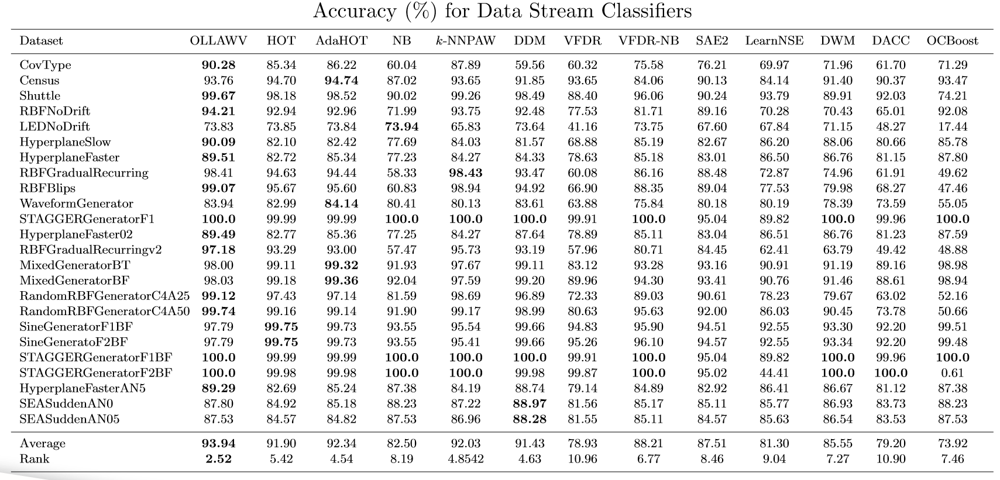 Accuracy (%) for Data Stream Classifiers
Dataset OLLAWV HOT AdaHOT NB k-NNPAW DDM VFDR VFDR-NB SAE2 LearnNSE DWM DACC OCBoost
CovType 90.28 85.34 86.22 60.04 87.89 59.56 60.32 75.58 76.21 69.97 71.96 61.70 71.29
Census 93.76 94.70 94.74 87.02 93.65 91.85 93.65 84.06 90.13 84.14 91.40 90.37 93.47
Shuttle 99.67 98.18 98.52 90.02 99.26 98.49 88.40 96.06 90.24 93.79 89.91 92.03 74.21
RBFNoDrift 94.21 92.94 92.96 71.99 93.75 92.48 77.53 81.71 89.16 70.28 70.43 65.01 92.08
LEDNoDrift 73.83 73.85 73.84 73.94 65.83 73.64 41.16 73.75 67.60 67.84 71.15 48.27 17.44
HyperplaneSlow 90.09 82.10 82.42 77.69 84.03 81.57 68.88 85.19 82.67 86.20 88.06 80.66 85.78
HyperplaneFaster 89.51 82.72 85.34 77.23 84.27 84.33 78.63 85.18 83.01 86.50 86.76 81.15 87.80
RBFGradualRecurring 98.41 94.63 94.44 58.33 98.43 93.47 60.08 86.16 88.48 72.87 74.96 61.91 49.62
RBFBlips 99.07 95.67 95.60 60.83 98.94 94.92 66.90 88.35 89.04 77.53 79.98 68.27 47.46
WaveformGenerator 83.94 82.99 84.14 80.41 80.13 83.61 63.88 75.84 80.18 80.19 78.39 73.59 55.05
STAGGERGeneratorF1 100.0 99.99 99.99 100.0 100.0 100.0 99.91 100.0 95.04 89.82 100.0 99.96 100.0
HyperplaneFaster02 89.49 82.77 85.36 77.25 84.27 87.64 78.89 85.11 83.04 86.51 86.76 81.23 87.59
RBFGradualRecurringv2 97.18 93.29 93.00 57.47 95.73 93.19 57.96 80.71 84.45 62.41 63.79 49.42 48.88
MixedGeneratorBT 98.00 99.11 99.32 91.93 97.67 99.11 83.12 93.28 93.16 90.91 91.19 89.16 98.98
MixedGeneratorBF 98.03 99.18 99.36 92.04 97.59 99.20 89.96 94.30 93.41 90.76 91.46 88.61 98.94
RandomRBFGeneratorC4A25 99.12 97.43 97.14 81.59 98.69 96.89 72.33 89.03 90.61 78.23 79.67 63.02 52.16
RandomRBFGeneratorC4A50 99.74 99.16 99.14 91.90 99.17 98.99 80.63 95.63 92.00 86.03 90.45 73.78 50.66
SineGeneratorF1BF 97.79 99.75 99.73 93.55 95.54 99.66 94.83 95.90 94.51 92.55 93.30 92.20 99.51
SineGeneratoF2BF 97.79 99.75 99.73 93.55 95.41 99.66 95.26 96.10 94.57 92.55 93.34 92.20 99.48
STAGGERGeneratorF1BF 100.0 99.99 99.99 100.0 100.0 100.0 99.91 100.0 95.04 89.82 100.0 99.96 100.0
STAGGERGeneratorF2BF 100.0 99.98 99.98 100.0 100.0 99.98 99.87 100.0 95.02 44.41 100.0 100.0 0.61
HyperplaneFasterAN5 89.29 82.69 85.24 87.38 84.19 88.74 79.14 84.89 82.92 86.41 86.67 81.12 87.38
SEASuddenAN0 87.80 84.92 85.18 88.23 87.22 88.97 81.56 85.17 85.11 85.77 86.93 83.73 88.23
SEASuddenAN05 87.53 84.57 84.82 87.53 86.96 88.28 81.55 85.11 84.57 85.63 86.54 83.53 87.53
Average 93.94 91.90 92.34 82.50 92.03 91.43 78.93 88.21 87.51 81.30 85.55 79.20 73.92
Rank 2.52 5.42 4.54 8.19 4.8542 4.63 10.96 6.77 8.46 9.04 7.27 10.90 7.46